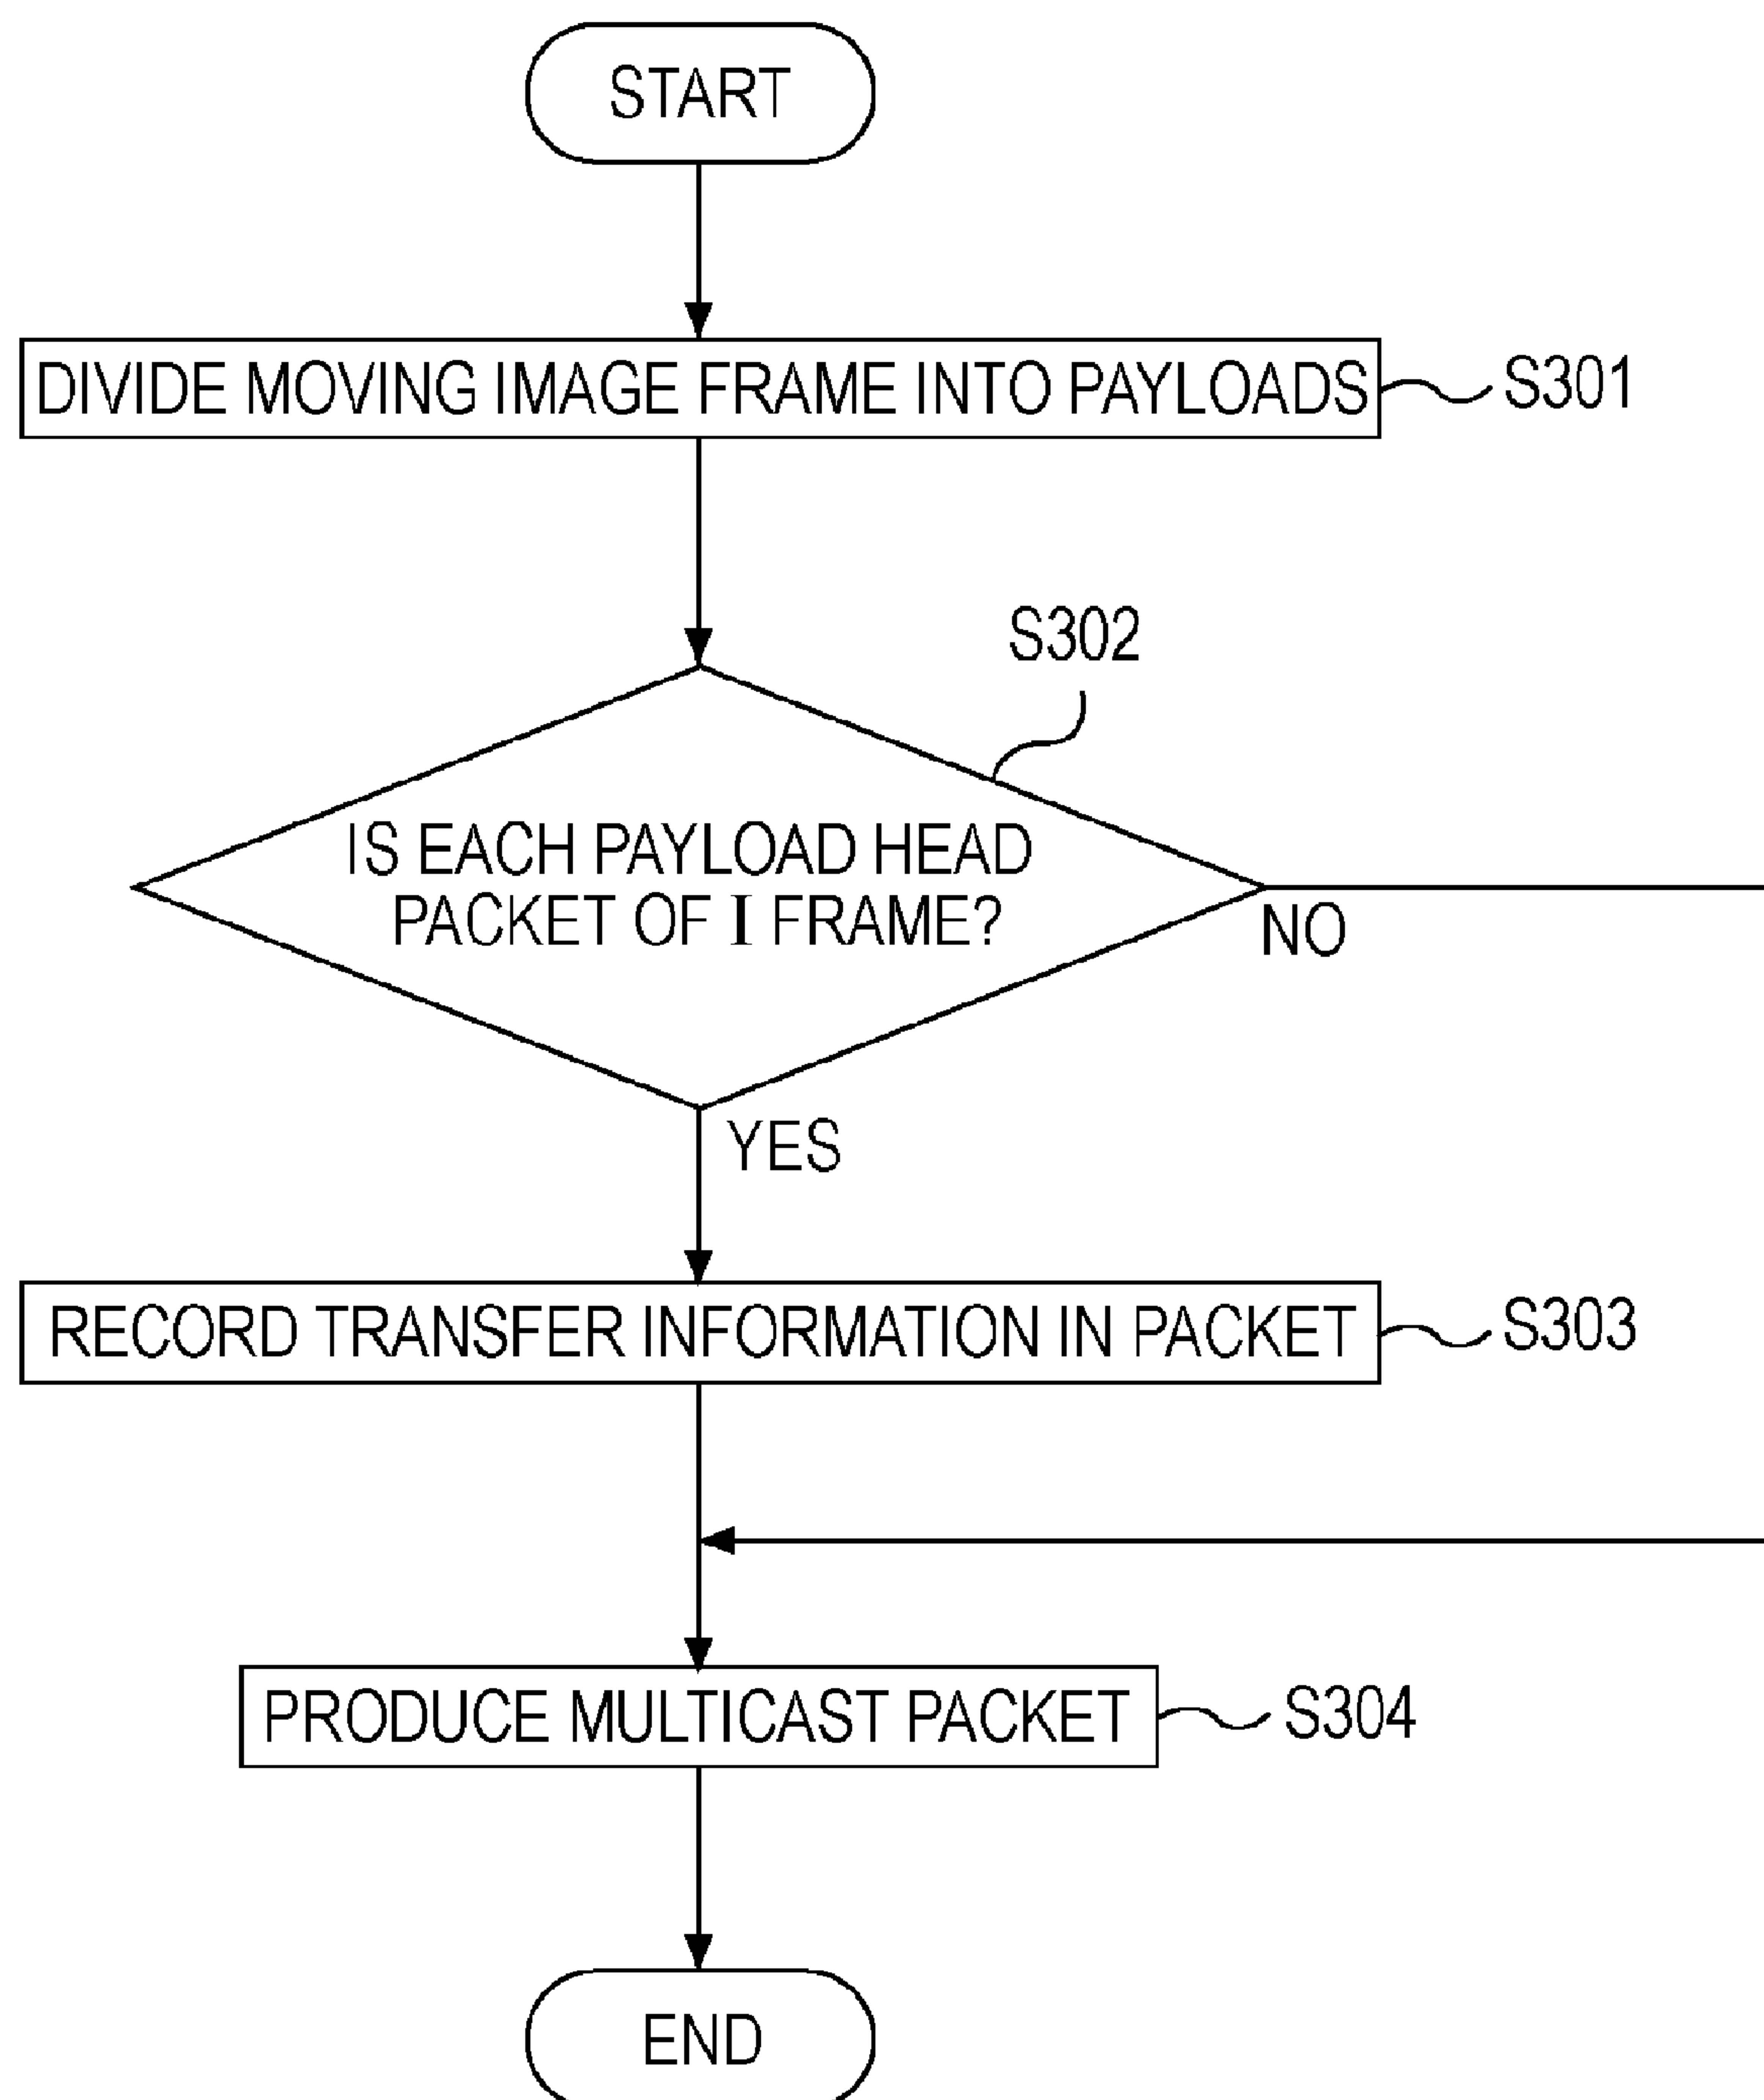 START
DIVIDE MOVING IMAGE FRAME INTO PAYLOADS
S301
S302
IS EACH PAYLOAD HEAD
PACKET OF I FRAME?
NO
YES
RECORD TRANSFER INFORMATION IN PACKET
S303
PRODUCE MULTICAST PACKET
S304
END